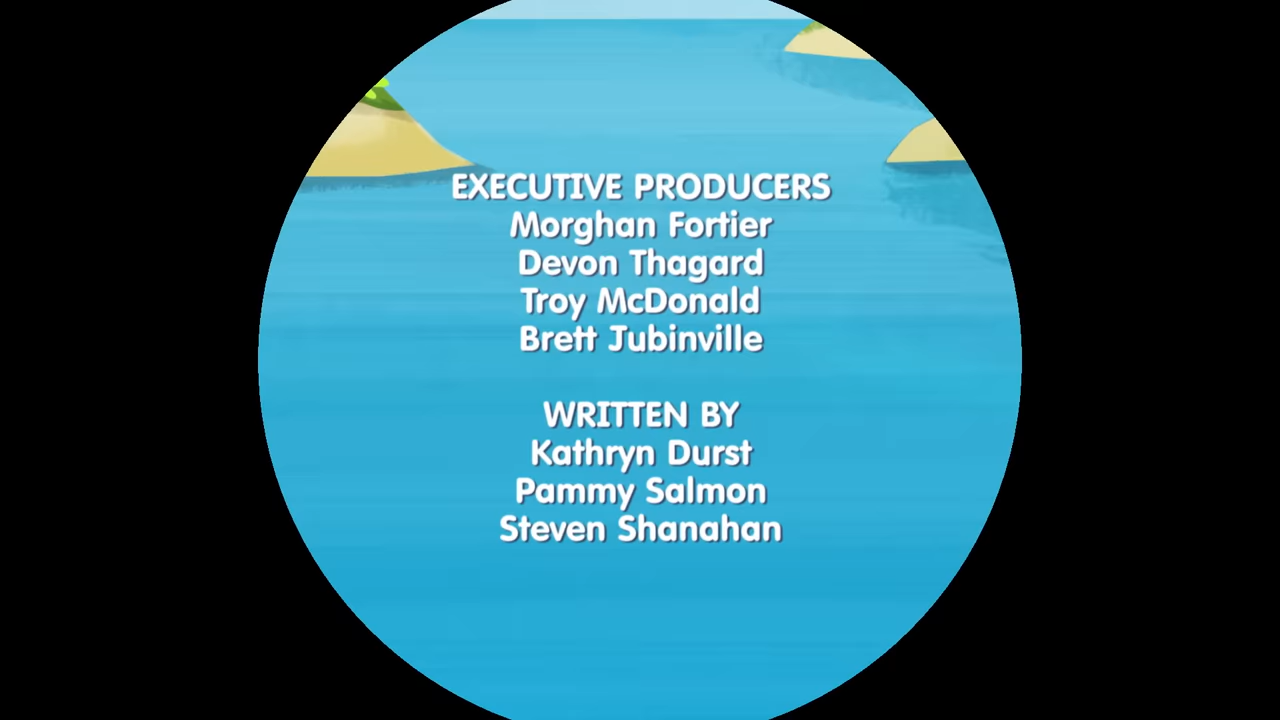 EXECUTIVE PRODUCERS
Morghan Fortier
Devon Thagard
Troy McDonald
Brett Jubinville
WRITTEN BY
Kathryn Durst
Pammy Salmon
Steven Shanahan